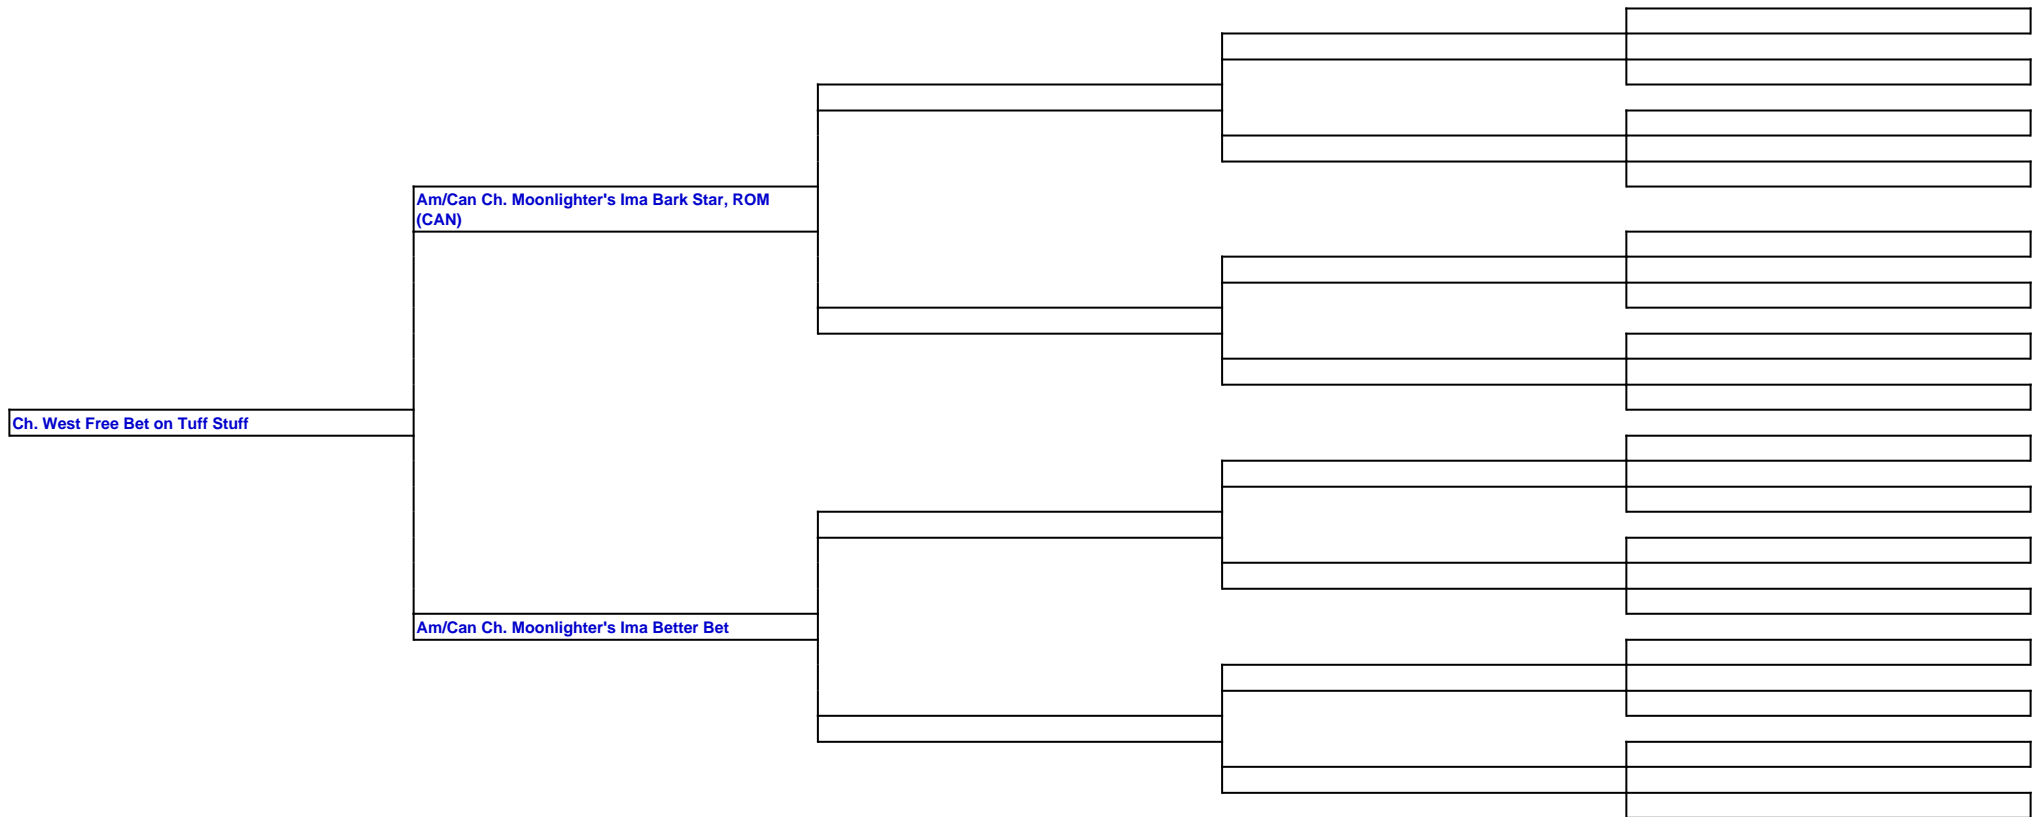 Am/Can Ch. Moonlighter's Ima Bark Star, ROM
(CAN)
Ch. West Free Bet on Tuff Stuff
Am/Can Ch. Moonlighter's Ima Better Bet